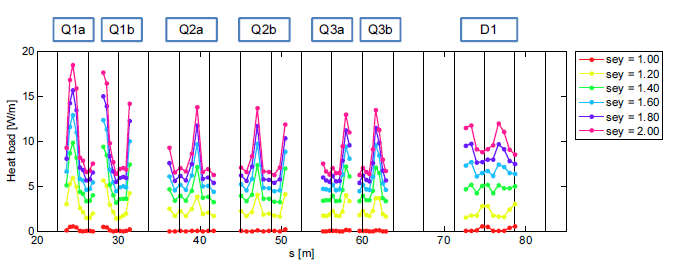 Q1a Q1b Q2a Q2b Q3a Q3b D1
20
15
10
5
0
Heat load [W/m]
20 30 40 50 60 70 80
s [m]
sey = 1.00
sey = 1.20
sey = 1.40
sey = 1.60
sey = 1.80
sey = 2.00